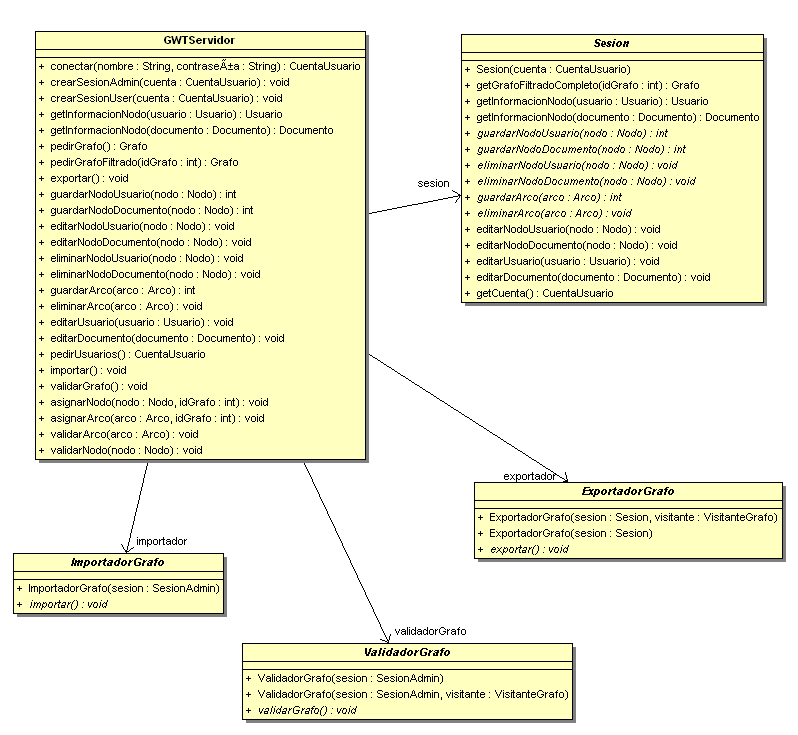 GWTServidor
+ conectar(nombre : String, contraseÃ±a : String) : CuentaUsuario
+ crearSesionAdmin(cuenta : CuentaUsuario) : void
+ crearSesionUser(cuenta : CuentaUsuario) : void
+ getInformacionNodo(usuario : Usuario) : Usuario
+ getInformacionNodo(documento : Documento) : Documento
+ pedirGrafo() : Grafo
+ pedirGrafoFiltrado(idGrafo : int) : Grafo
+ exportar() : void
+ guardarNodoUsuario(nodo : Nodo) : int
+ guardarNodoDocumento(nodo : Nodo) : int
+ editarNodoUsuario(nodo : Nodo) : void
+ editarNodoDocumento(nodo : Nodo) : void
+ eliminarNodoUsuario(nodo : Nodo) : void
+ eliminarNodoDocumento(nodo : Nodo) : void
+ guardarArco(arco : Arco) : int
+ eliminarArco(arco : Arco) : void
+ editarUsuario(usuario : Usuario) : void
+ editarDocumento(documento : Documento) : void
+ pedirUsuarios() : CuentaUsuario
+ importar() : void
+ validarGrafo() : void
+ asignarNodo(nodo : Nodo, idGrafo : int) : void
+ asignarArco(arco : Arco, idGrafo : int) : void
+ validarArco(arco : Arco) : void
+ validarNodo(nodo : Nodo) : void
Sesion
+ Sesion(cuenta : CuentaUsuario)
+ getGrafoFiltradoCompleto(idGrafo : int) : Grafo
+ getInformacionNodo(usuario : Usuario) : Usuario
+ getInformacionNodo(documento : Documento) : Documento
+ guardarNodoUsuario(nodo : Nodo) : int
+ guardarNodoDocumento(nodo : Nodo) : int
+ eliminarNodoUsuario(nodo : Nodo) : void
+ eliminarNodoDocumento(nodo : Nodo) : void
+ guardarArco(arco : Arco) : int
+ eliminarArco(arco : Arco) : void
+ editarNodoUsuario(nodo : Nodo) : void
+ editarNodoDocumento(nodo : Nodo) : void
+ editarUsuario(usuario : Usuario) : void
+ editarDocumento(documento : Documento) : void
+ getCuenta() : CuentaUsuario
sesion
exportador
ExportadorGrafo
+ ExportadorGrafo(sesion : Sesion, visitante : VisitanteGrafo)
+ ExportadorGrafo(sesion : Sesion)
+ exportar() : void
importador
ImportadorGrafo
+ ImportadorGrafo(sesion : SesionAdmin)
+ importar() : void
validadorGrafo
ValidadorGrafo
+ ValidadorGrafo(sesion : SesionAdmin)
+ ValidadorGrafo(sesion : SesionAdmin, visitante : VisitanteGrafo)
+ validarGrafo() : void